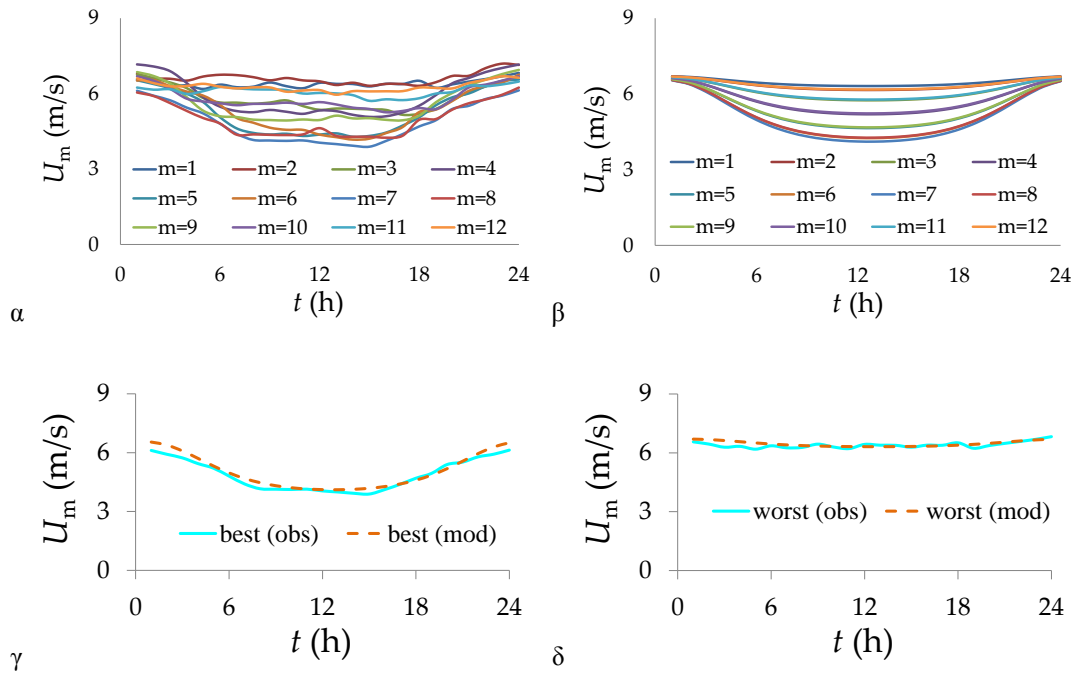 9
6
3
0
U_m (m/s)
m=1 m=2 m=3 m=4
m=5 m=6 m=7 m=8
m=9 m=10 m=11 m=12
0 6 12 18 24
t (h)
α
9
6
3
0
U_m (m/s)
m=1 m=2 m=3 m=4
m=5 m=6 m=7 m=8
m=9 m=10 m=11 m=12
0 6 12 18 24
t (h)
β
9
6
3
0
U_m (m/s)
best (obs) best (mod)
0 6 12 18 24
t (h)
γ
9
6
3
0
U_m (m/s)
worst (obs) worst (mod)
0 6 12 18 24
t (h)
δ